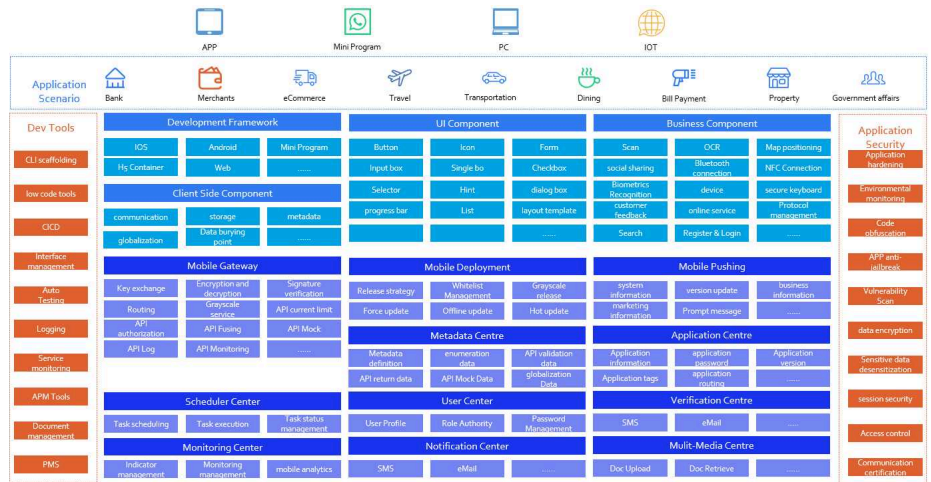 APP
Mini Program
PC
IOT
Application
Scenario
Bank
Merchants
eCommerce
Travel
Transportation
Dining
Bill Payment
Property
Government affairs
Dev Tools
CLI scaffolding
low code tools
CICD
Interface
management
Auto
Testing
Logging
Service
monitoring
APM Tools
Document
management
PMS
Development Framework
IOS
Android
Mini Program
H5 Container
Web
......
Client Side Component
communication
storage
metadata
globalization
Data burying
point
......
UI Component
Button
Icon
Form
Input box
Single bo
Checkbox
Selector
Hint
dialog box
progress bar
List
layout template
......
Business Component
Scan
OCR
Map positioning
social sharing
Bluetooth
connection
NFC Connection
Biometrics
Recognition
device
secure keyboard
customer
feedback
online service
Protocol
management
Search
Register & Login
......
Mobile Gateway
Key exchange
Encryption and
decryption
Signature
verification
Routing
Grayscale
service
API current limit
API
authorization
API Fusing
API Mock
API Log
API Monitoring
......
Mobile Deployment
Release strategy
Whitelist
Management
Grayscale
release
Force update
Offline update
Hot update
Mobile Pushing
system
information
version update
business
information
marketing
information
Prompt message
......
Metadata Centre
Metadata
definition
enumeration
data
API validation
data
API return data
API Mock Data
globalization
Data
Application Centre
Application
information
application
password
Application
version
Application tags
application
routing
......
Scheduler Center
Task scheduling
Task execution
Task status
management
User Center
User Profile
Role Authority
Password
Management
Verification Centre
SMS
eMail
.....
Monitoring Center
Indicator
management
Monitoring
management
mobile analytics
Notification Center
SMS
eMail
......
Mulit-Media Centre
Doc Upload
Doc Retrieve
......
Application
Security
Application
hardening
Environmental
monitoring
Code
obfuscation
APP anti-
jailbreak
Vulnerability
Scan
data encryption
Sensitive data
desensitization
session security
Access control
Communication
certification